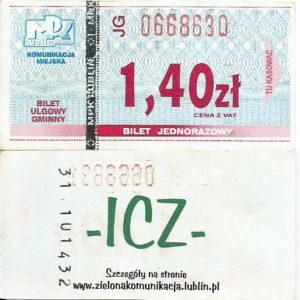 MPK
Lublin
KOMUNIKACJA
MIEJSKA
BILET
ULGOWY
GMINNY
MPK LUBLIN
JG 0668630
1,40zł
CENA Z VAT
BILET JEDNORAZOWY
TU KASOWAĆ
31.101432
-ICZ-
Szczegóły na stronie
www.zielonakomunikacja.lublin.pl